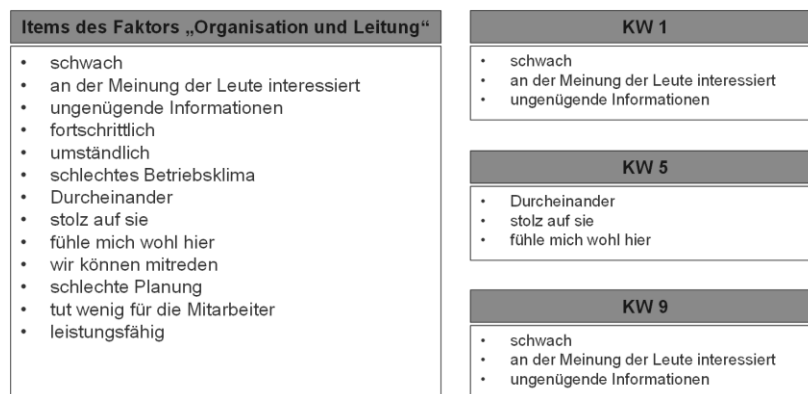 Items des Faktors „Organisation und Leitung“
• schwach
• an der Meinung der Leute interessiert
• ungenügende Informationen
• fortschrittlich
• umständlich
• schlechtes Betriebsklima
• Durcheinander
• stolz auf sie
• fühle mich wohl hier
• wir können mitreden
• schlechte Planung
• tut wenig für die Mitarbeiter
• leistungsfähig
KW 1
• schwach
• an der Meinung der Leute interessiert
• ungenügende Informationen
KW 5
• Durcheinander
• stolz auf sie
• fühle mich wohl hier
KW 9
• schwach
• an der Meinung der Leute interessiert
• ungenügende Informationen